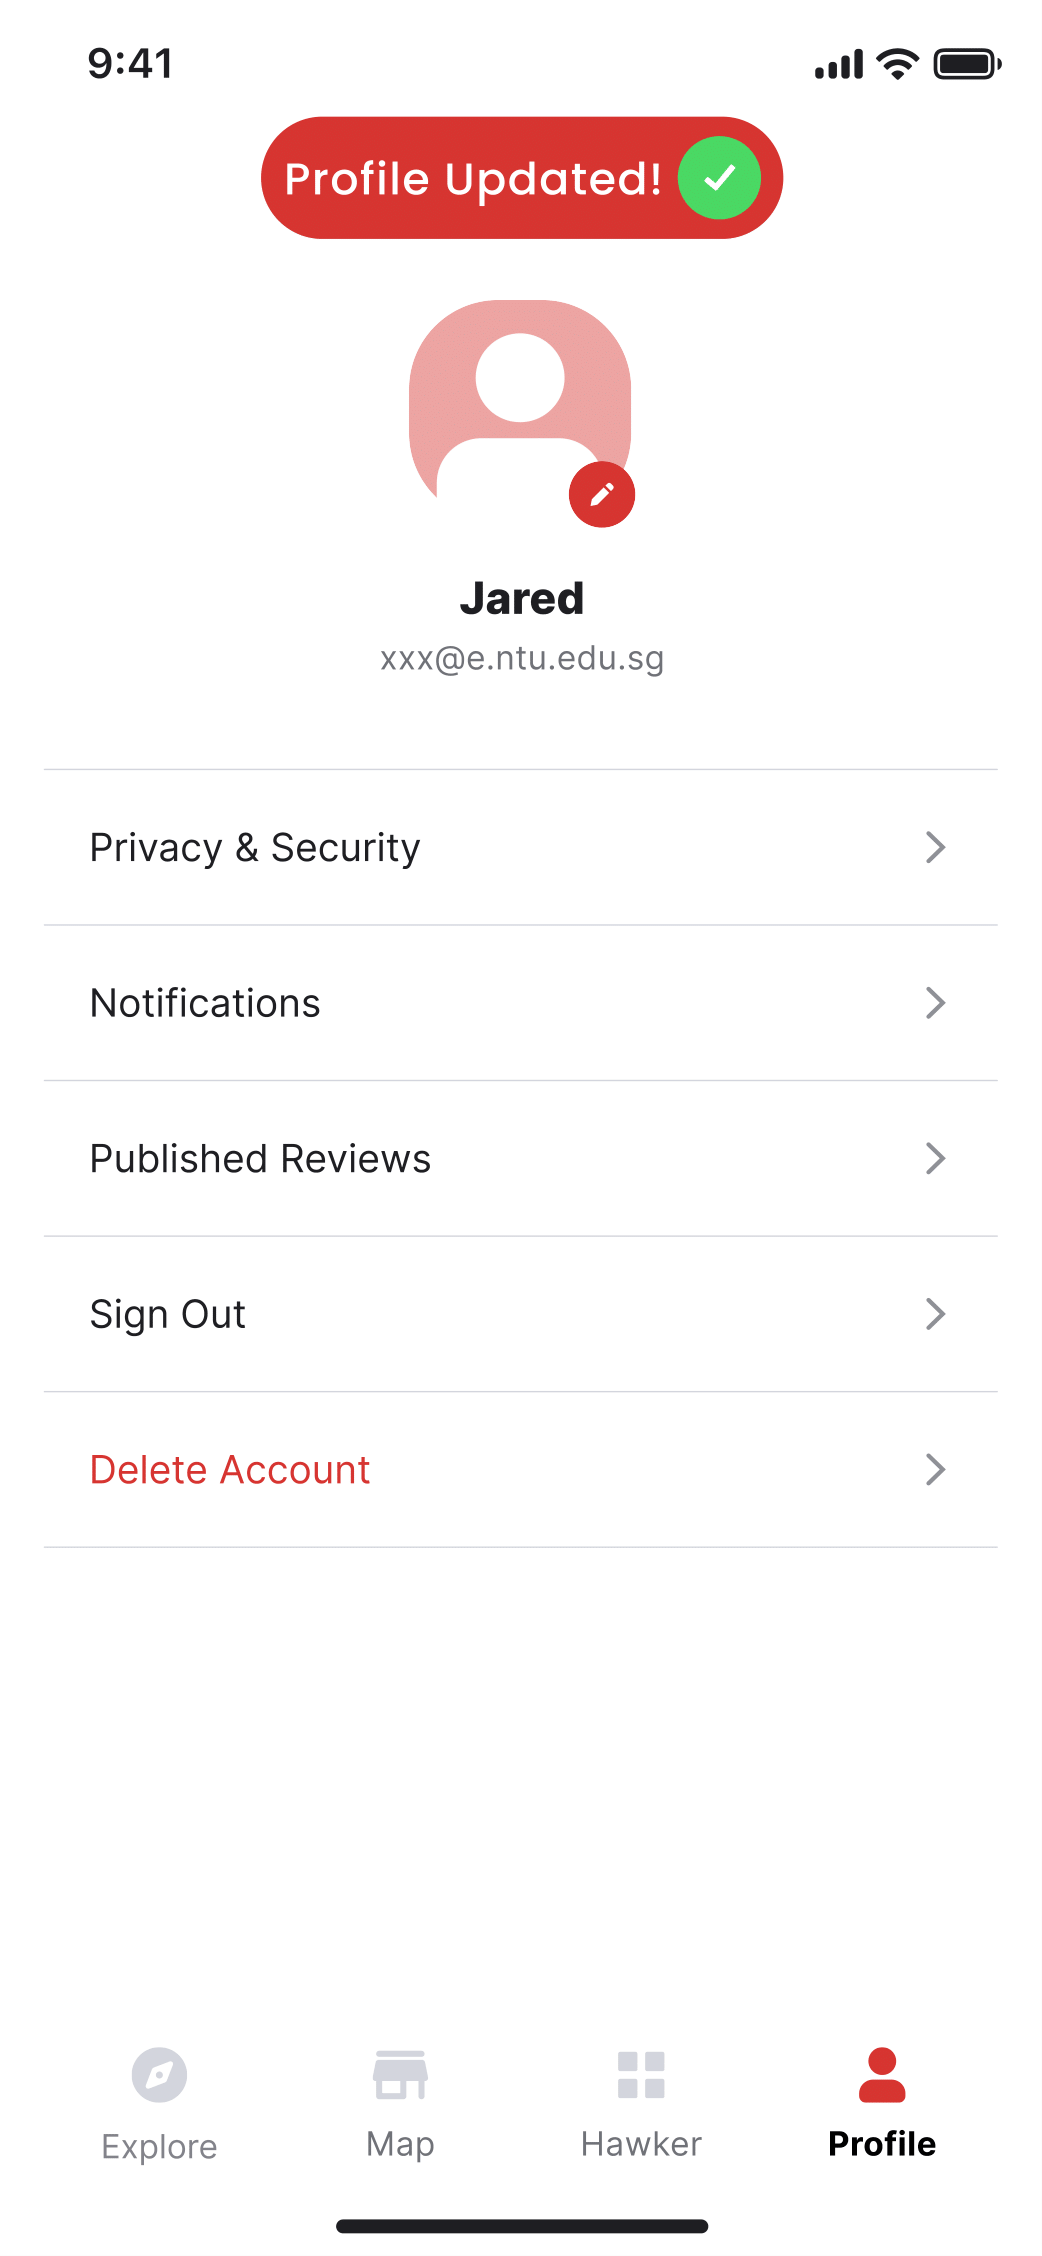 9:41
Profile Updated!
Jared
xxx@e.ntu.edu.sg
Privacy & Security
Notifications
Published Reviews
Sign Out
Delete Account
Explore
Map
Hawker
Profile